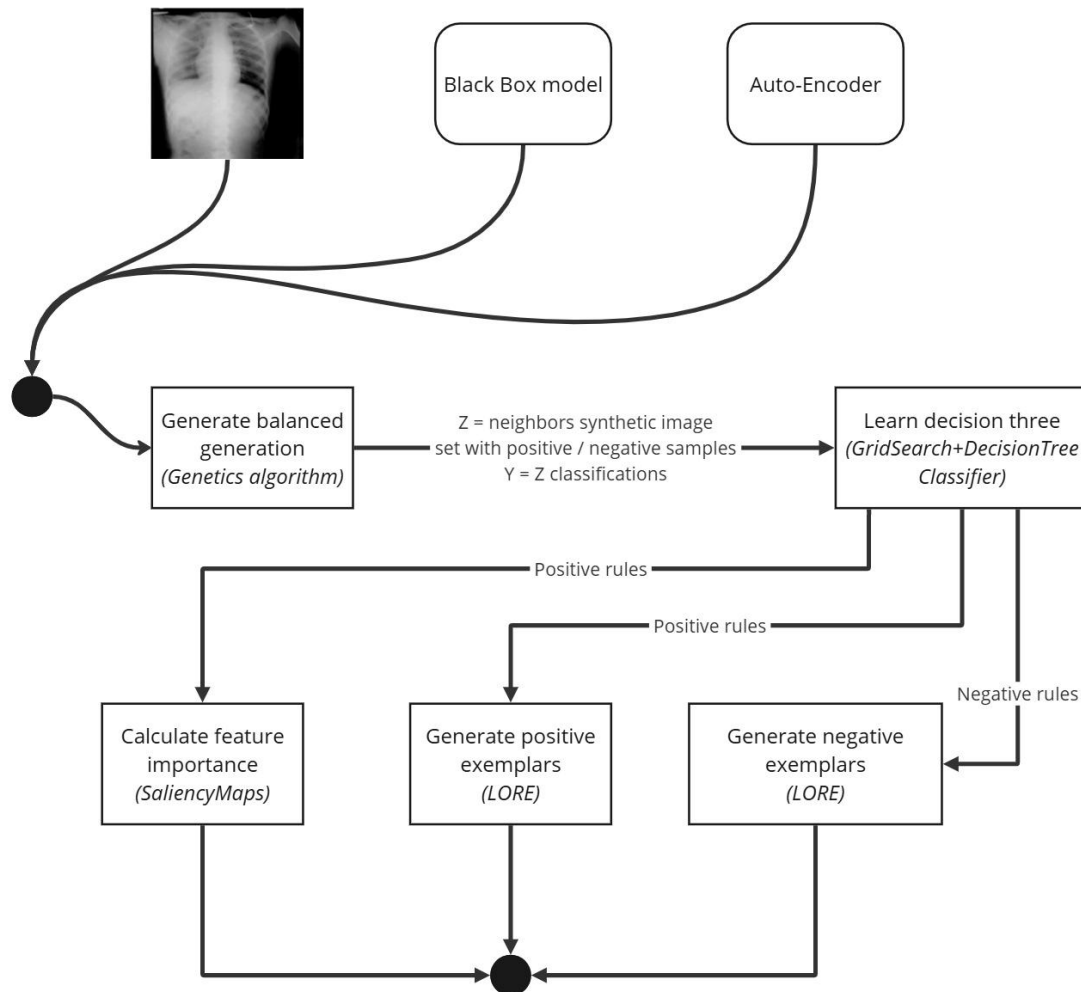 Black Box model
Auto-Encoder
Generate balanced
generation
(Genetics algorithm)
Z = neighbors synthetic image
set with positive / negative samples
Y = Z classifications
Learn decision three
(GridSearch+DecisionTree
Classifier)
Positive rules
Positive rules
Negative rules
Calculate feature
importance
(SaliencyMaps)
Generate positive
exemplars
(LORE)
Generate negative
exemplars
(LORE)